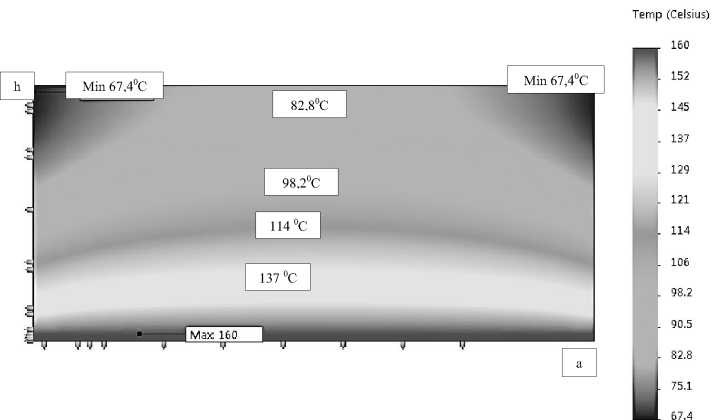 Temp (Celsius)
h
Min 67,4⁰C
Min 67,4⁰C
82,8⁰C
98,2⁰C
114 ⁰C
137 ⁰C
Max: 160
a
160
152
145
137
129
121
114
106
98.2
90.5
82.8
75.1
67.4